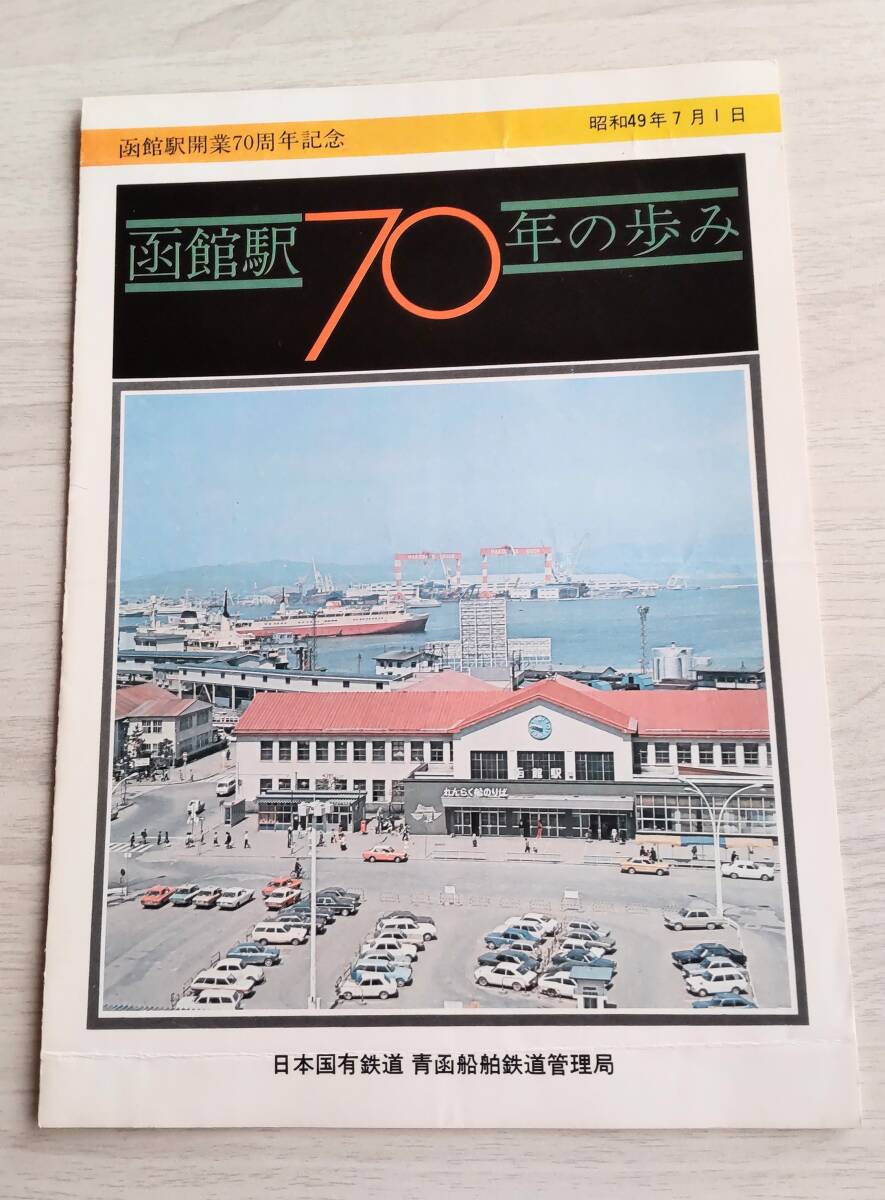 函館駅開業70周年記念
昭和49年7月1日
函館駅70年の歩み
函館駅
れんらく船のりば
日本国有鉄道 青函船舶鉄道管理局